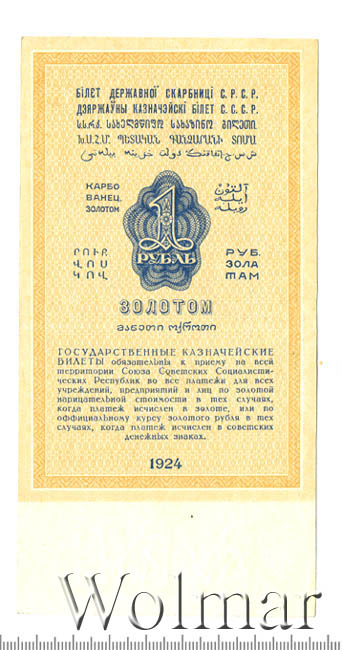 БІЛЄТ ДЕРЖАВНОЇ СКАРБНИЦІ С. Р. С. Р.
ДЗЯРЖАЎНЫ КАЗНАЧЭЙСКІ БІЛЕТ С. С. С. Р.
КАРБО
ВАНЕЦ.
ЗОЛОТОМ
1
РУБЛЬ
РУБ.
ЗОЛА
ТАМ
ЗОЛОТОМ
მანეთი ოქროთი
ГОСУДАРСТВЕННЫЕ КАЗНАЧЕЙСКИЕ
БИЛЕТЫ обязательны к приему на всей
территории Союза Советских Социалисти-
ческих Республик во все платежи для всех
учреждений, предприятий и лиц по золотой
нарицательной стоимости в тех случаях,
когда платеж исчислен в золоте, или по
официальному курсу золотого рубля в тех
случаях, когда платеж исчислен в советских
денежных знаках.
1924
Wolmar